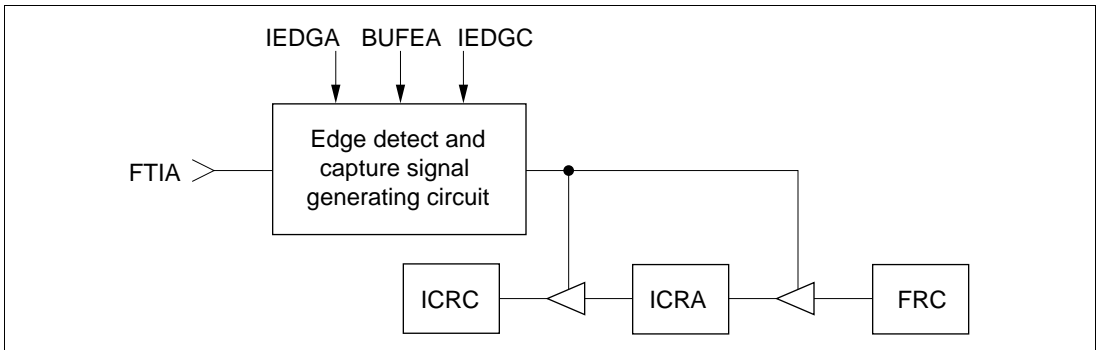 IEDGA BUFEA IEDGC
Edge detect and
capture signal
generating circuit
FTIA
ICRC ICRA FRC